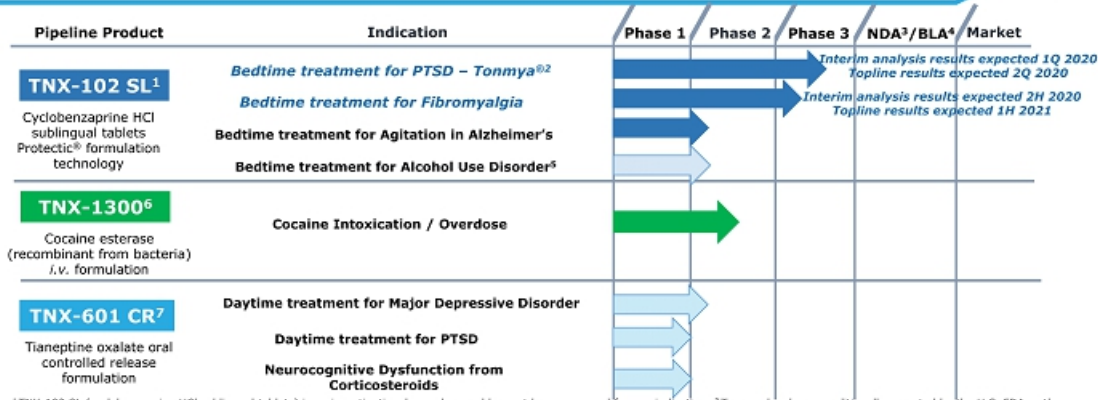 Pipeline Product Indication Phase 1 Phase 2 Phase 3 NDA³/BLA⁴ Market
TNX-102 SL¹
Cyclobenzaprine HCl
sublingual tablets
Protectic® formulation
technology
Bedtime treatment for PTSD – Tonmya®²
Interim analysis results expected 1Q 2020
Topline results expected 2Q 2020
Bedtime treatment for Fibromyalgia
Interim analysis results expected 2H 2020
Topline results expected 1H 2021
Bedtime treatment for Agitation in Alzheimer's
Bedtime treatment for Alcohol Use Disorder⁵
TNX-1300⁶
Cocaine esterase
(recombinant from bacteria)
i.v. formulation
Cocaine Intoxication / Overdose
TNX-601 CR⁷
Tianeptine oxalate oral
controlled release
formulation
Daytime treatment for Major Depressive Disorder
Daytime treatment for PTSD
Neurocognitive Dysfunction from
Corticosteroids